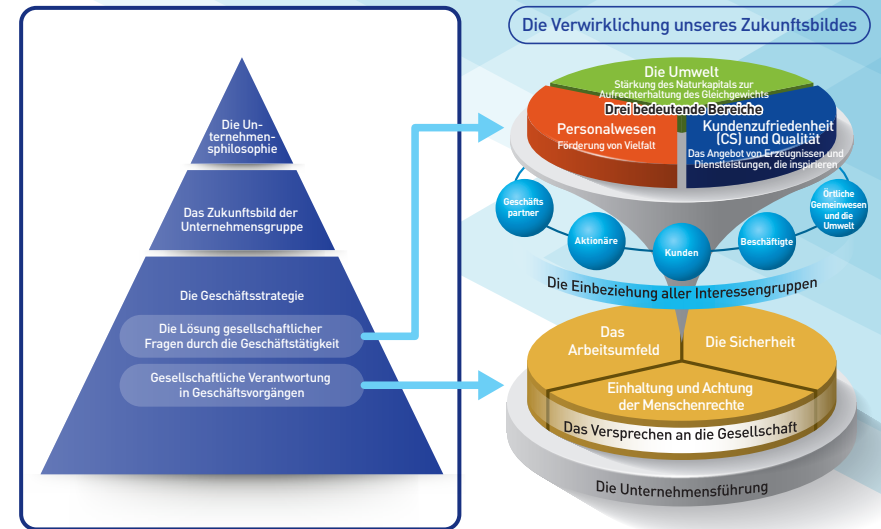 Die Un-
ternehmen-
sphilosophie
Das Zukunftsbild der
Unternehmensgruppe
Die Geschäftsstrategie
Die Lösung gesellschaftlicher
Fragen durch die Geschäftstätigkeit
Gesellschaftliche Verantwortung
in Geschäftsvorgängen
Die Verwirklichung unseres Zukunftsbildes
Die Umwelt
Stärkung des Naturkapitals zur
Aufrechterhaltung des Gleichgewichts
Drei bedeutende Bereiche
Personalwesen
Förderung von Vielfalt
Kundenzufriedenheit
(CS) und Qualität
Das Angebot von Erzeugnissen und
Dienstleistungen, die inspirieren
Geschäfts
partner
Aktionäre
Kunden
Beschäftigte
Örtliche
Gemeinwesen
und die
Umwelt
Die Einbeziehung aller Interessengruppen
Das
Arbeitsumfeld
Die Sicherheit
Einhaltung und Achtung
der Menschenrechte
Das Versprechen an die Gesellschaft
Die Unternehmensführung